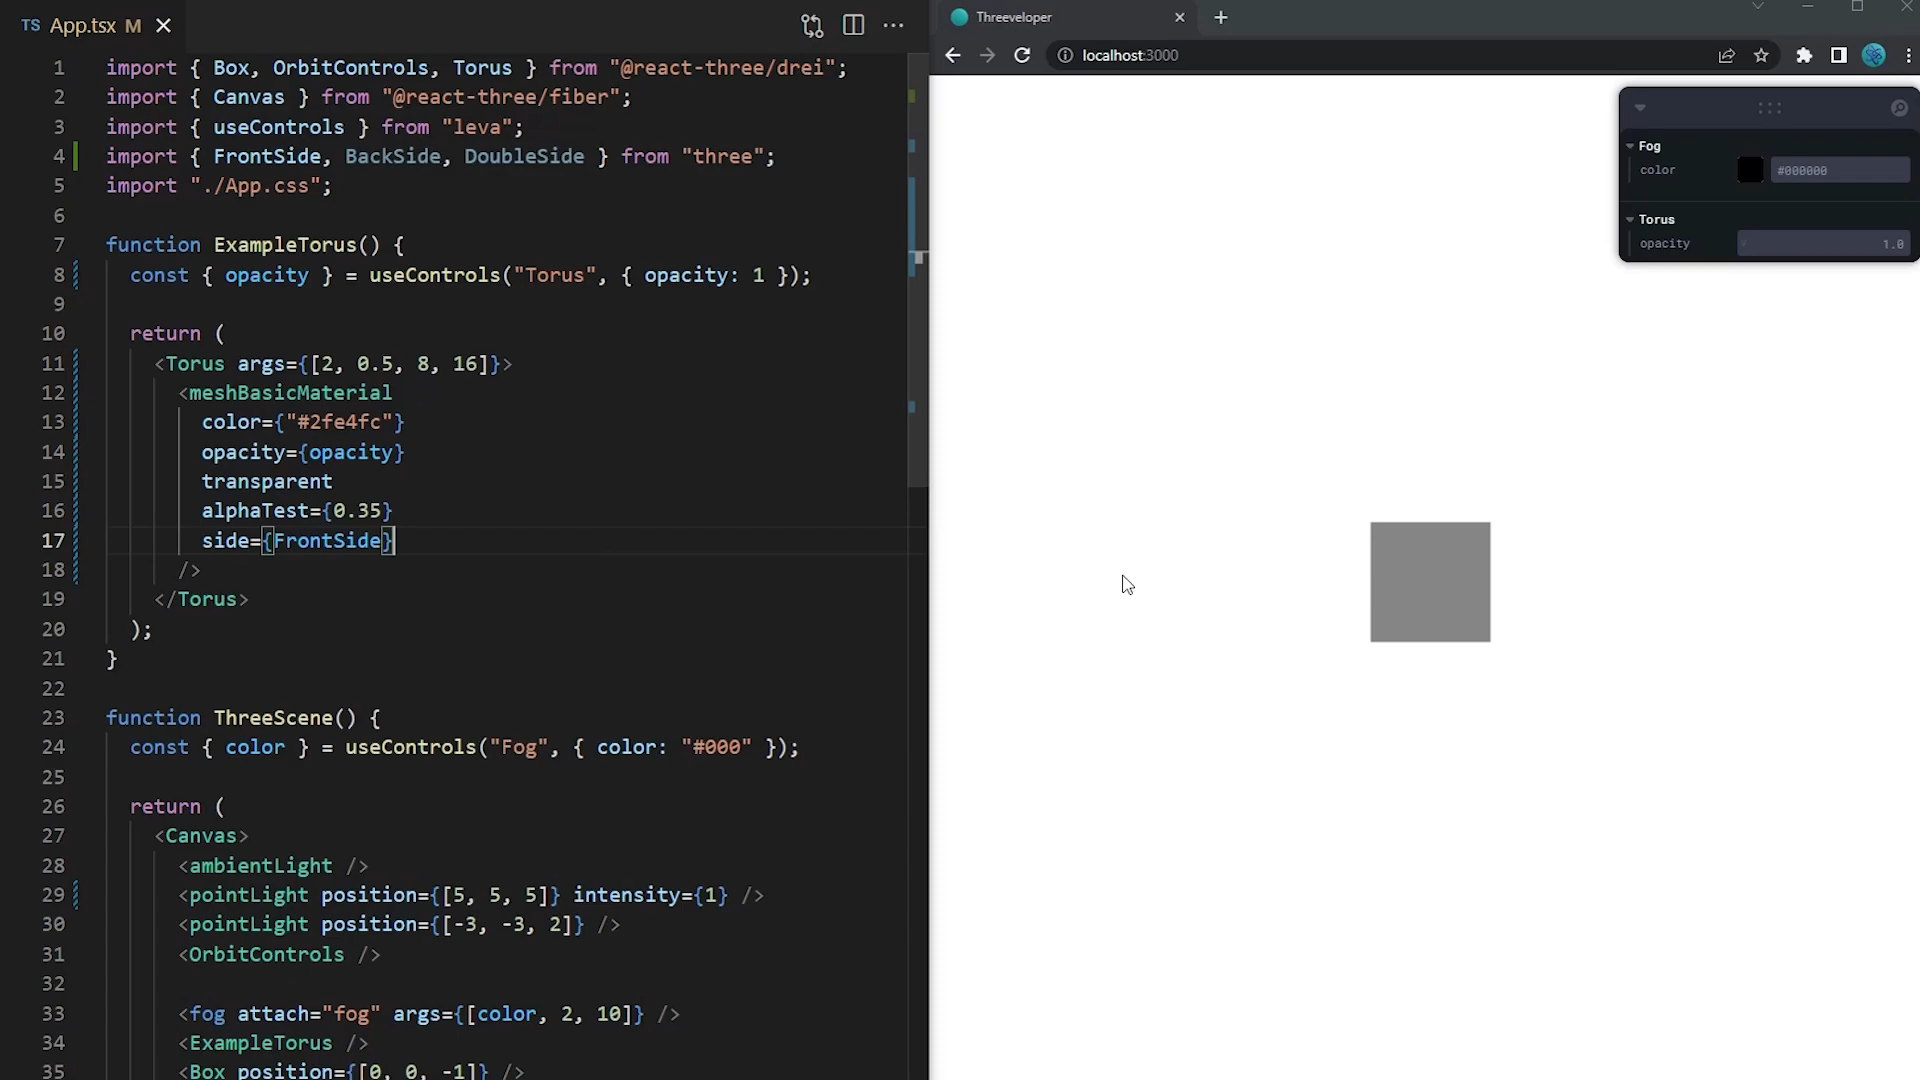 TS App.tsx M
1 import { Box, OrbitControls, Torus } from "@react-three/drei";
2 import { Canvas } from "@react-three/fiber";
3 import { useControls } from "leva";
4 import { FrontSide, BackSide, DoubleSide } from "three";
5 import "./App.css";
6
7 function ExampleTorus() {
8 const { opacity } = useControls("Torus", { opacity: 1 });
9
10 return (
11 <Torus args={[2, 0.5, 8, 16]}>
12 <meshBasicMaterial
13 color={"#2fe4fc"}
14 opacity={opacity}
15 transparent
16 alphaTest={0.35}
17 side={FrontSide}
18 />
19 </Torus>
20 );
21 }
22
23 function ThreeScene() {
24 const { color } = useControls("Fog", { color: "#000" });
25
26 return (
27 <Canvas>
28 <ambientLight />
29 <pointLight position={[5, 5, 5]} intensity={1} />
30 <pointLight position={[-3, -3, 2]} />
31 <OrbitControls />
32
33 <fog attach="fog" args={[color, 2, 10]} />
34 <ExampleTorus />
35 <Box position={[0, 0, -1]} />
Threeveloper
localhost:3000
Fog
color #000000
Torus
opacity 1.0